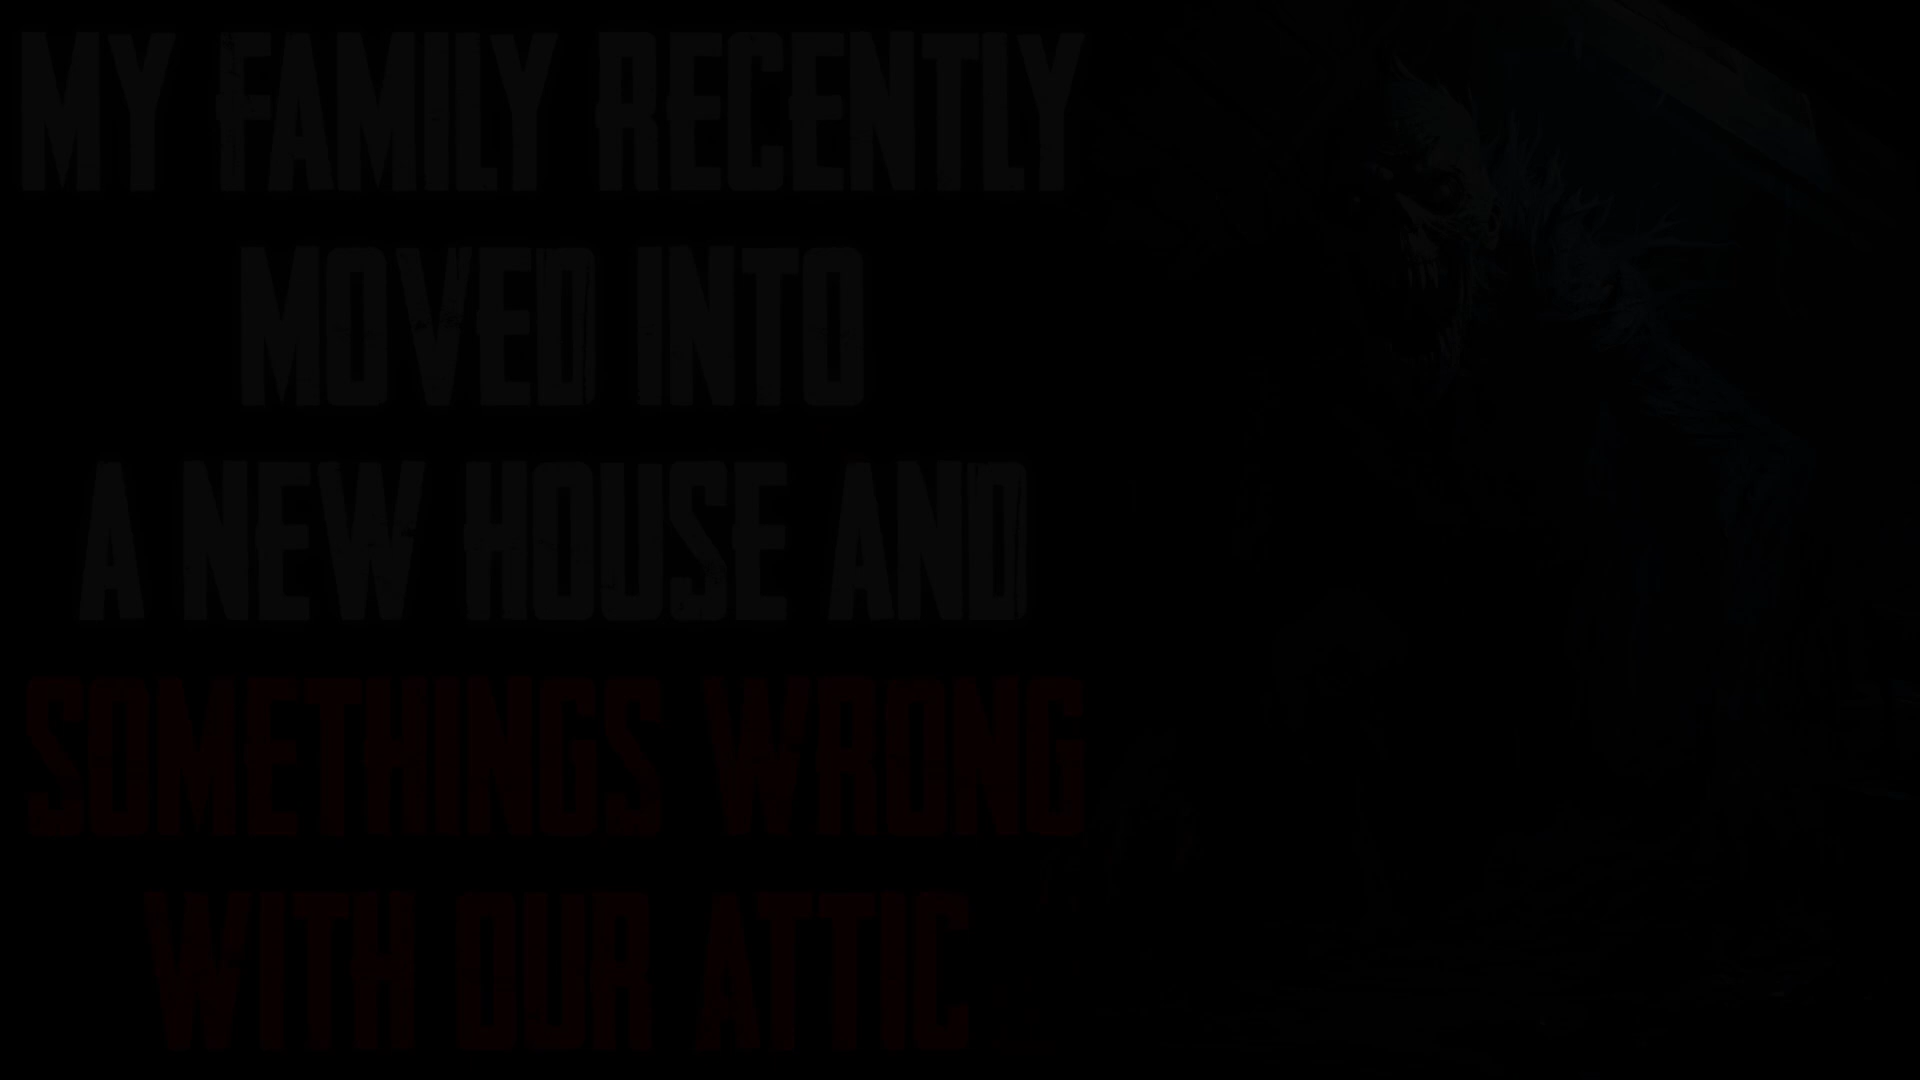 MY FAMILY RECENTLY
MOVED INTO
A NEW HOUSE AND
SOMETHINGS WRONG
WITH OUR ATTIC